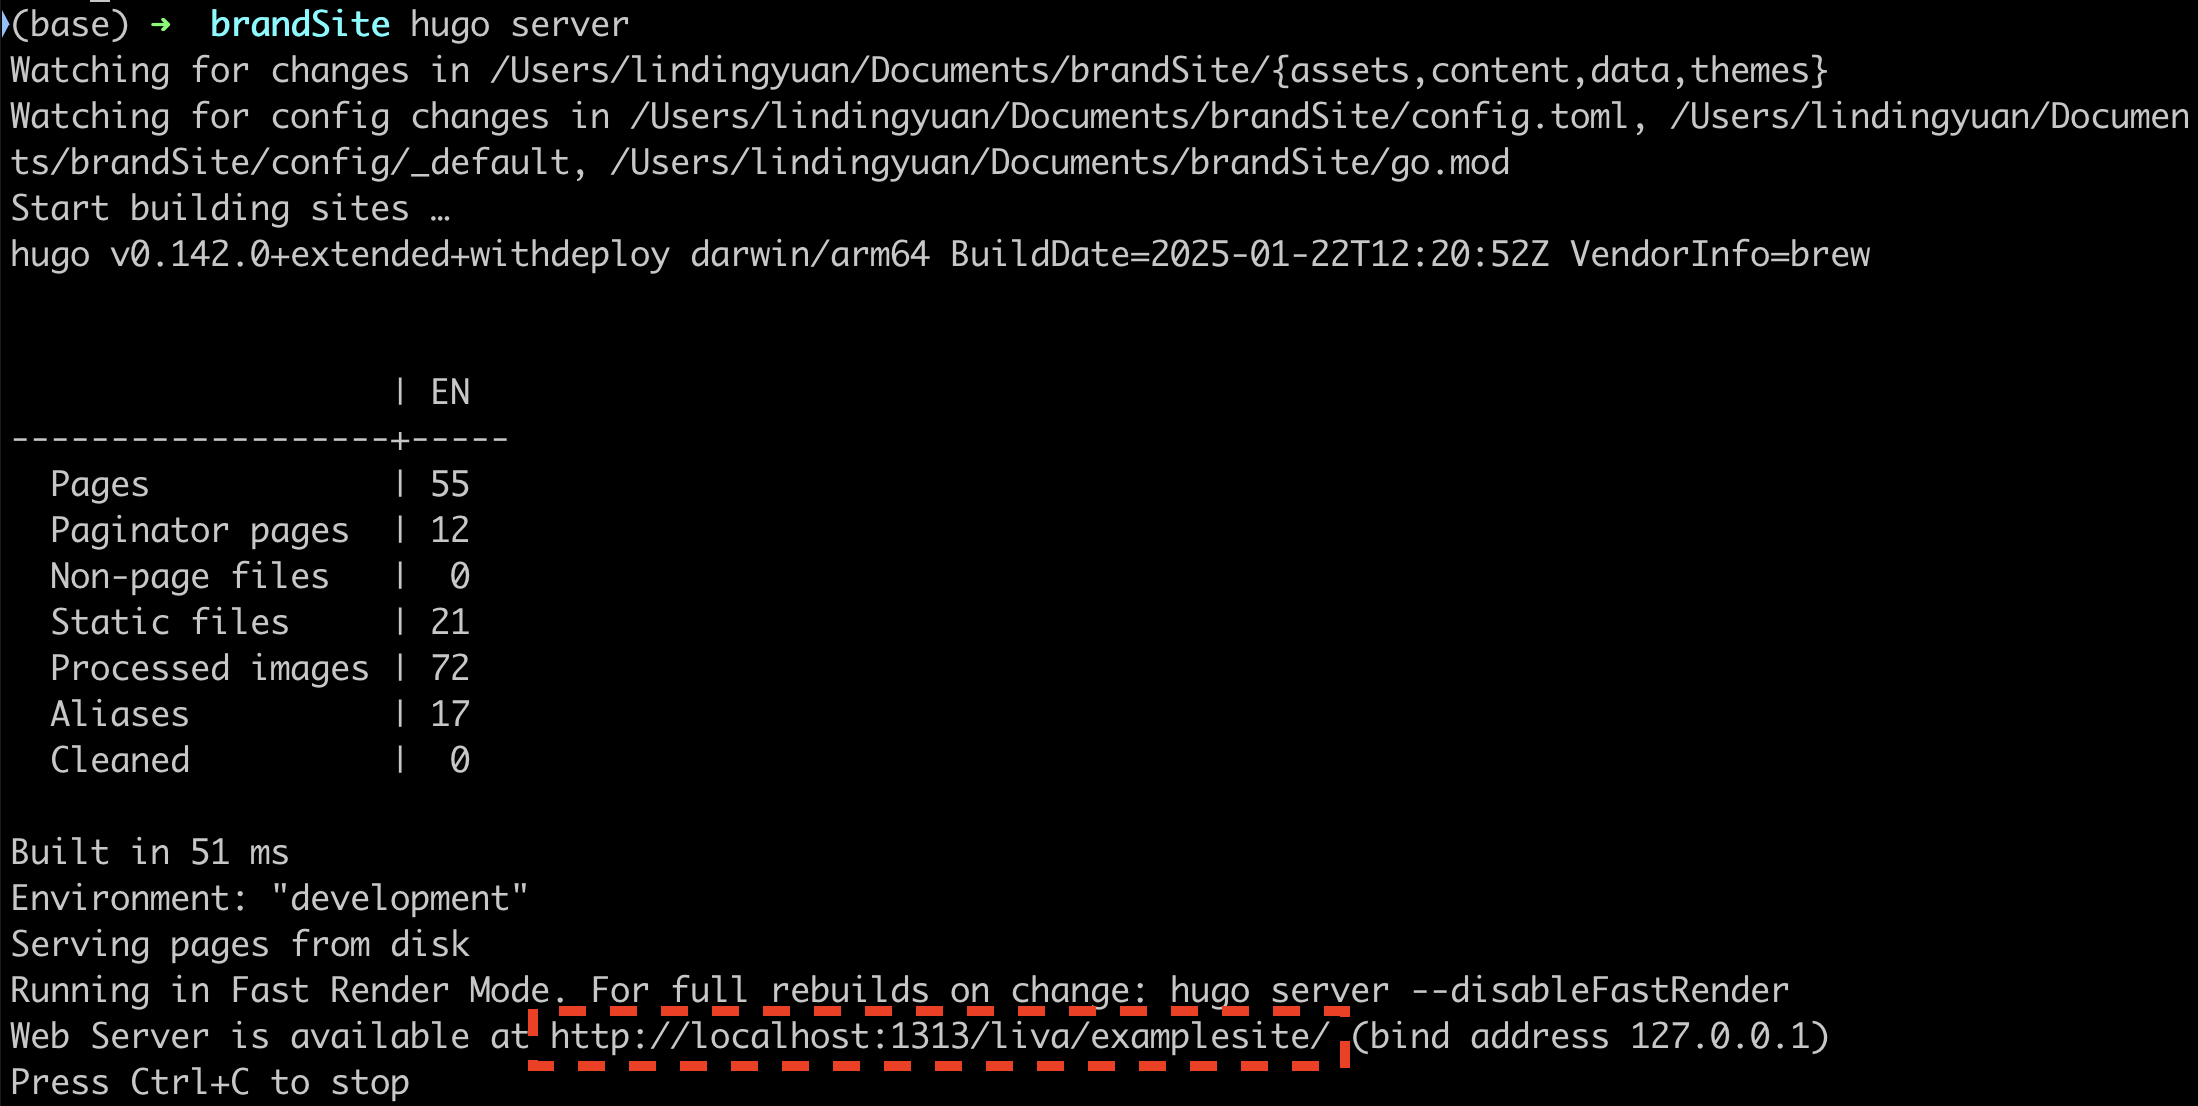 (base) ➜  brandSite hugo server
Watching for changes in /Users/lindingyuan/Documents/brandSite/{assets,content,data,themes}
Watching for config changes in /Users/lindingyuan/Documents/brandSite/config.toml, /Users/lindingyuan/Documen
ts/brandSite/config/_default, /Users/lindingyuan/Documents/brandSite/go.mod
Start building sites …
hugo v0.142.0+extended+withdeploy darwin/arm64 BuildDate=2025-01-22T12:20:52Z VendorInfo=brew
                   | EN
-------------------+-----
  Pages            | 55
  Paginator pages  | 12
  Non-page files   |  0
  Static files     | 21
  Processed images | 72
  Aliases          | 17
  Cleaned          |  0
Built in 51 ms
Environment: "development"
Serving pages from disk
Running in Fast Render Mode. For full rebuilds on change: hugo server --disableFastRender
Web Server is available at http://localhost:1313/liva/examplesite/ (bind address 127.0.0.1)
Press Ctrl+C to stop